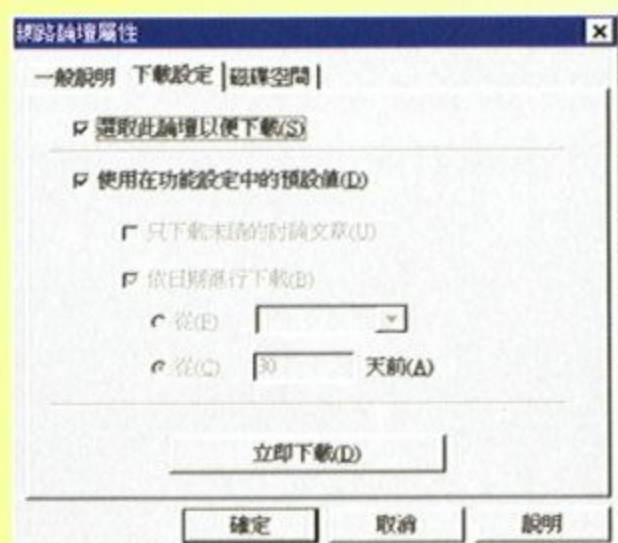 網路論壇屬性
一般說明 下載設定 磁碟空間
選取此論壇以便下載(S)
使用在功能設定中的預設值(D)
只下載未讀的討論文章(U)
依日期進行下載(B)
從(F)
從(C) 30 天前(A)
立即下載(D)
確定 取消 說明